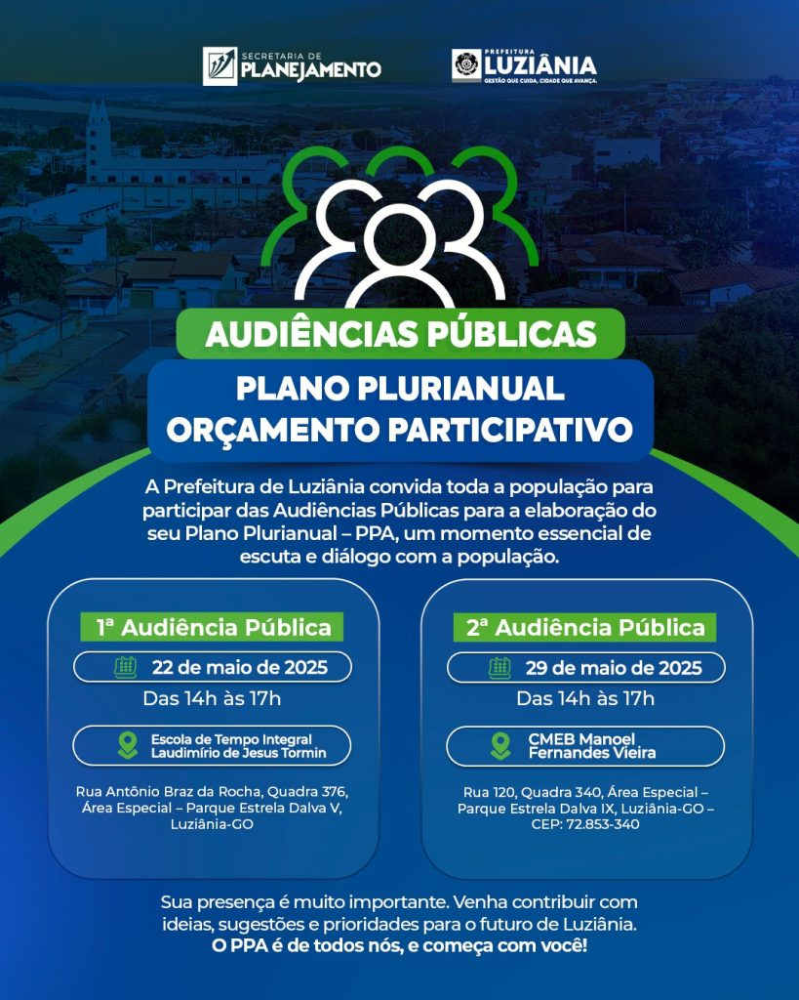 SECRETARIA DE
PLANEJAMENTO
PREFEITURA
LUZIÂNIA
GESTÃO QUE CUIDA, CIDADE QUE AVANÇA.
AUDIÊNCIAS PÚBLICAS
PLANO PLURIANUAL
ORÇAMENTO PARTICIPATIVO
A Prefeitura de Luziânia convida toda a população para
participar das Audiências Públicas para a elaboração do
seu Plano Plurianual – PPA, um momento essencial de
escuta e diálogo com a população.
1ª Audiência Pública
22 de maio de 2025
Das 14h às 17h
Escola de Tempo Integral
Laudimírio de Jesus Tormin
Rua Antônio Braz da Rocha, Quadra 376,
Área Especial – Parque Estrela Dalva V,
Luziânia-GO
2ª Audiência Pública
29 de maio de 2025
Das 14h às 17h
CMEB Manoel
Fernandes Vieira
Rua 120, Quadra 340, Área Especial –
Parque Estrela Dalva IX, Luziânia-GO –
CEP: 72.853-340
Sua presença é muito importante. Venha contribuir com
ideias, sugestões e prioridades para o futuro de Luziânia.
O PPA é de todos nós, e começa com você!